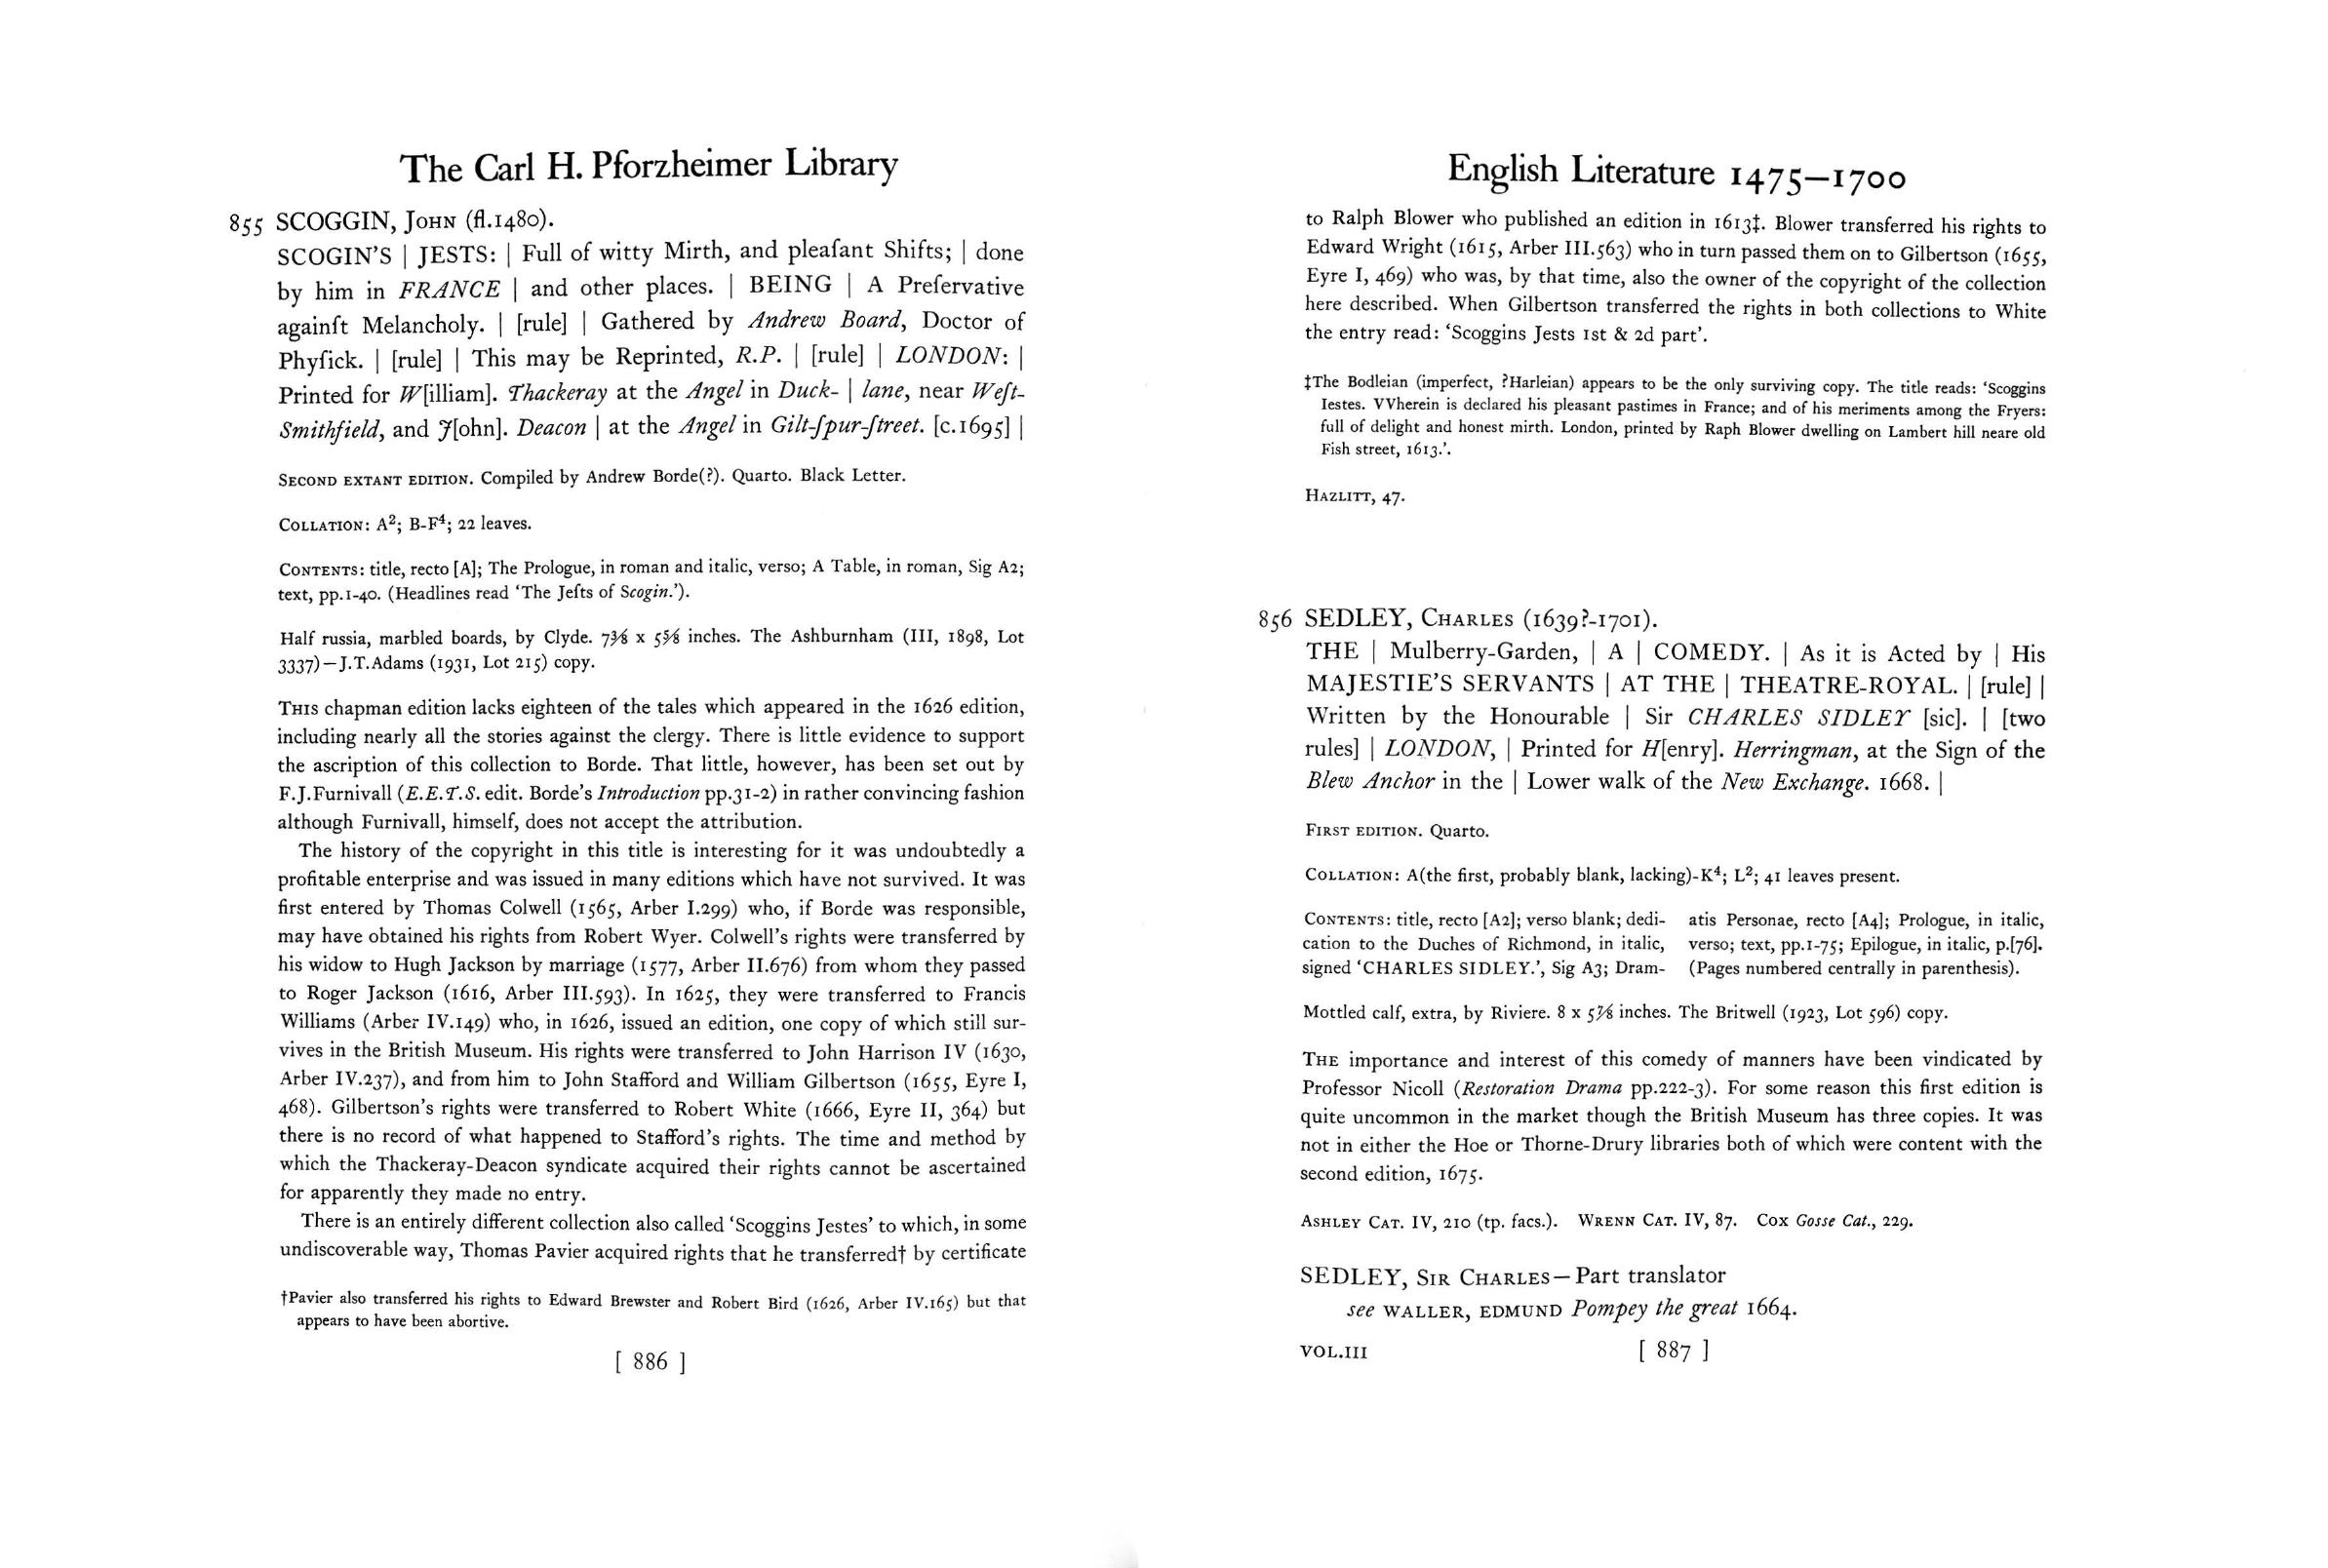 The Carl H. Pforzheimer Library
855 SCOGGIN, John (fl.1480).
SCOGIN'S | JESTS: | Full of witty Mirth, and pleaſant Shifts; | done
by him in FRANCE | and other places. | BEING | A Preſervative
againſt Melancholy. | [rule] | Gathered by Andrew Board, Doctor of
Phyſick. | [rule] | This may be Reprinted, R.P. | [rule] | LONDON: |
Printed for W[illiam]. Thackeray at the Angel in Duck- | lane, near Weſt-
Smithfield, and J[ohn]. Deacon | at the Angel in Gilt-ſpur-ſtreet. [c.1695] |
Second extant edition. Compiled by Andrew Borde(?). Quarto. Black Letter.
Collation: A²; B-F⁴; 22 leaves.
Contents: title, recto [A]; The Prologue, in roman and italic, verso; A Table, in roman, Sig A2;
text, pp.1-40. (Headlines read 'The Jeſts of Scogin.').
Half russia, marbled boards, by Clyde. 7⅜ x 5⅝ inches. The Ashburnham (III, 1898, Lot
3337)—J.T.Adams (1931, Lot 215) copy.
This chapman edition lacks eighteen of the tales which appeared in the 1626 edition,
including nearly all the stories against the clergy. There is little evidence to support
the ascription of this collection to Borde. That little, however, has been set out by
F.J.Furnivall (E.E.T.S. edit. Borde's Introduction pp.31-2) in rather convincing fashion
although Furnivall, himself, does not accept the attribution.
The history of the copyright in this title is interesting for it was undoubtedly a
profitable enterprise and was issued in many editions which have not survived. It was
first entered by Thomas Colwell (1565, Arber I.299) who, if Borde was responsible,
may have obtained his rights from Robert Wyer. Colwell's rights were transferred by
his widow to Hugh Jackson by marriage (1577, Arber II.676) from whom they passed
to Roger Jackson (1616, Arber III.593). In 1625, they were transferred to Francis
Williams (Arber IV.149) who, in 1626, issued an edition, one copy of which still sur-
vives in the British Museum. His rights were transferred to John Harrison IV (1630,
Arber IV.237), and from him to John Stafford and William Gilbertson (1655, Eyre I,
468). Gilbertson's rights were transferred to Robert White (1666, Eyre II, 364) but
there is no record of what happened to Stafford's rights. The time and method by
which the Thackeray-Deacon syndicate acquired their rights cannot be ascertained
for apparently they made no entry.
There is an entirely different collection also called 'Scoggins Jestes' to which, in some
undiscoverable way, Thomas Pavier acquired rights that he transferred† by certificate
†Pavier also transferred his rights to Edward Brewster and Robert Bird (1626, Arber IV.165) but that
appears to have been abortive.
[ 886 ]
English Literature 1475—1700
to Ralph Blower who published an edition in 1613‡. Blower transferred his rights to
Edward Wright (1615, Arber III.563) who in turn passed them on to Gilbertson (1655,
Eyre I, 469) who was, by that time, also the owner of the copyright of the collection
here described. When Gilbertson transferred the rights in both collections to White
the entry read: 'Scoggins Jests 1st & 2d part'.
‡The Bodleian (imperfect, ?Harleian) appears to be the only surviving copy. The title reads: 'Scoggins
Iestes. VVherein is declared his pleasant pastimes in France; and of his meriments among the Fryers:
full of delight and honest mirth. London, printed by Raph Blower dwelling on Lambert hill neare old
Fish street, 1613.'.
Hazlitt, 47.
856 SEDLEY, Charles (1639?-1701).
THE | Mulberry-Garden, | A | COMEDY. | As it is Acted by | His
MAJESTIE'S SERVANTS | AT THE | THEATRE-ROYAL. | [rule] |
Written by the Honourable | Sir CHARLES SIDLEY [sic]. | [two
rules] | LONDON, | Printed for H[enry]. Herringman, at the Sign of the
Blew Anchor in the | Lower walk of the New Exchange. 1668. |
First edition. Quarto.
Collation: A(the first, probably blank, lacking)-K⁴; L²; 41 leaves present.
Contents: title, recto [A2]; verso blank; dedi-
cation to the Duches of Richmond, in italic,
signed 'CHARLES SIDLEY.', Sig A3; Dram-
atis Personae, recto [A4]; Prologue, in italic,
verso; text, pp.1-75; Epilogue, in italic, p.[76].
(Pages numbered centrally in parenthesis).
Mottled calf, extra, by Riviere. 8 x 5⅞ inches. The Britwell (1923, Lot 596) copy.
The importance and interest of this comedy of manners have been vindicated by
Professor Nicoll (Restoration Drama pp.222-3). For some reason this first edition is
quite uncommon in the market though the British Museum has three copies. It was
not in either the Hoe or Thorne-Drury libraries both of which were content with the
second edition, 1675.
Ashley Cat. IV, 210 (tp. facs.). Wrenn Cat. IV, 87. Cox Gosse Cat., 229.
SEDLEY, Sir Charles—Part translator
see WALLER, EDMUND Pompey the great 1664.
VOL.III
[ 887 ]